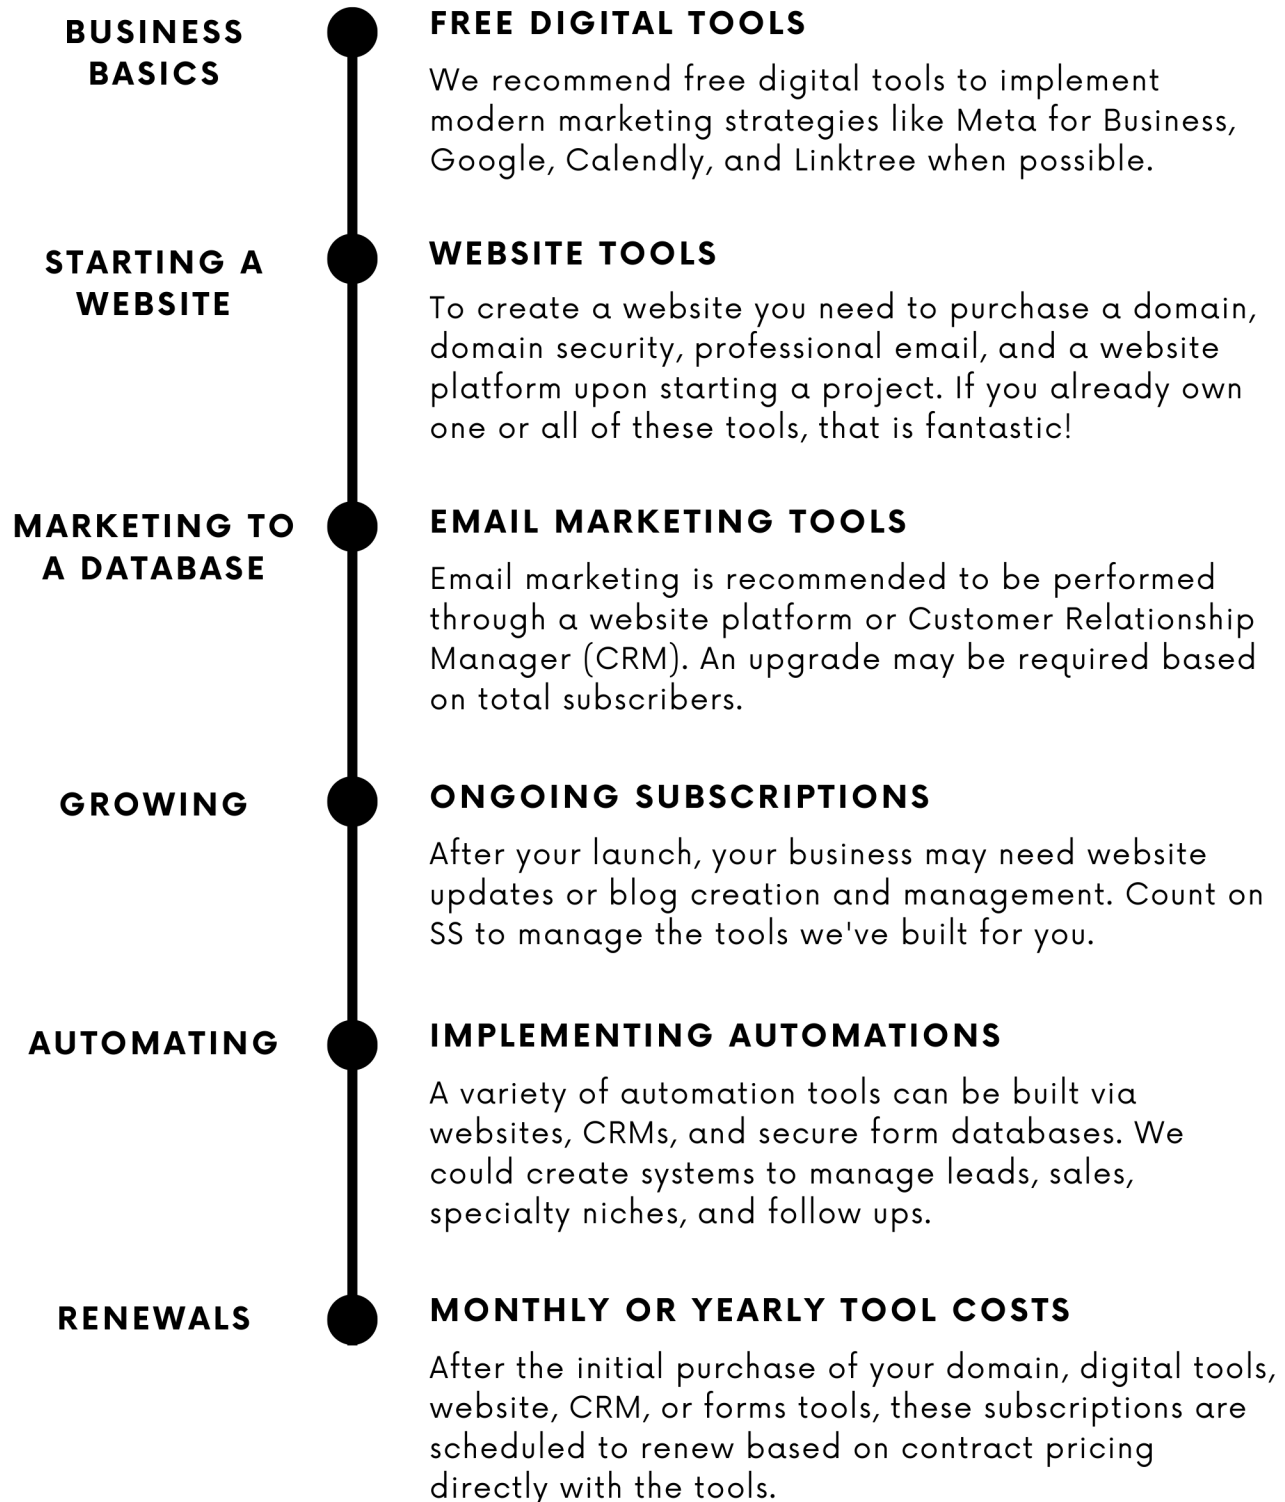 BUSINESS
BASICS
FREE DIGITAL TOOLS
We recommend free digital tools to implement
modern marketing strategies like Meta for Business,
Google, Calendly, and Linktree when possible.
STARTING A
WEBSITE
WEBSITE TOOLS
To create a website you need to purchase a domain,
domain security, professional email, and a website
platform upon starting a project. If you already own
one or all of these tools, that is fantastic!
MARKETING TO
A DATABASE
EMAIL MARKETING TOOLS
Email marketing is recommended to be performed
through a website platform or Customer Relationship
Manager (CRM). An upgrade may be required based
on total subscribers.
GROWING
ONGOING SUBSCRIPTIONS
After your launch, your business may need website
updates or blog creation and management. Count on
SS to manage the tools we've built for you.
AUTOMATING
IMPLEMENTING AUTOMATIONS
A variety of automation tools can be built via
websites, CRMs, and secure form databases. We
could create systems to manage leads, sales,
specialty niches, and follow ups.
RENEWALS
MONTHLY OR YEARLY TOOL COSTS
After the initial purchase of your domain, digital tools,
website, CRM, or forms tools, these subscriptions are
scheduled to renew based on contract pricing
directly with the tools.